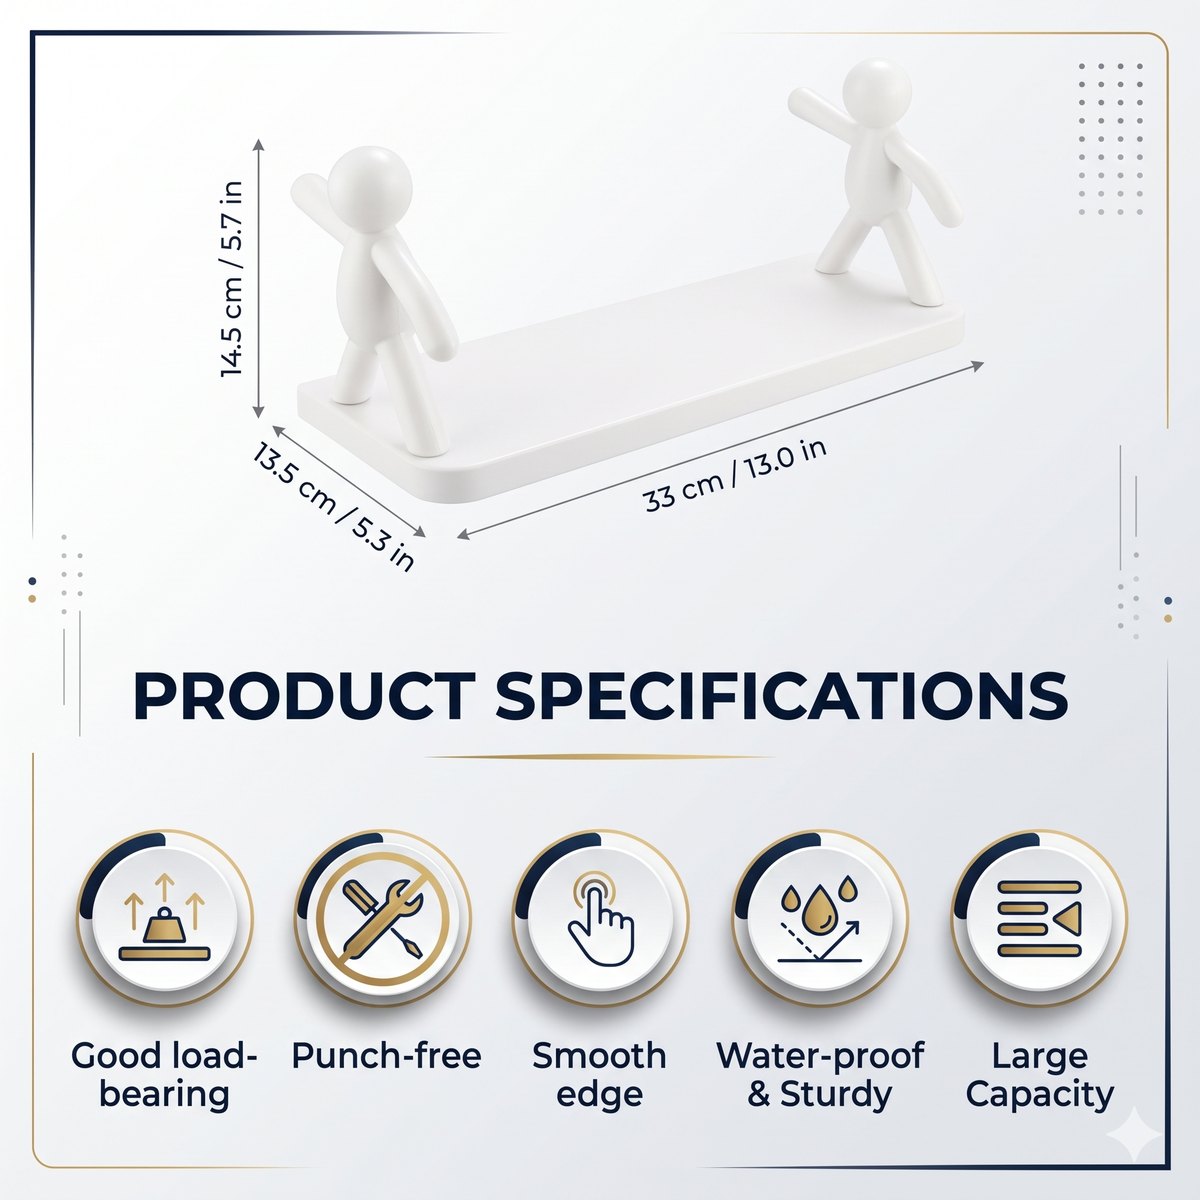 14.5 cm / 5.7 in
13.5 cm / 5.3 in
33 cm / 13.0 in
PRODUCT SPECIFICATIONS
Good load-
bearing
Punch-free
Smooth
edge
Water-proof
& Sturdy
Large
Capacity